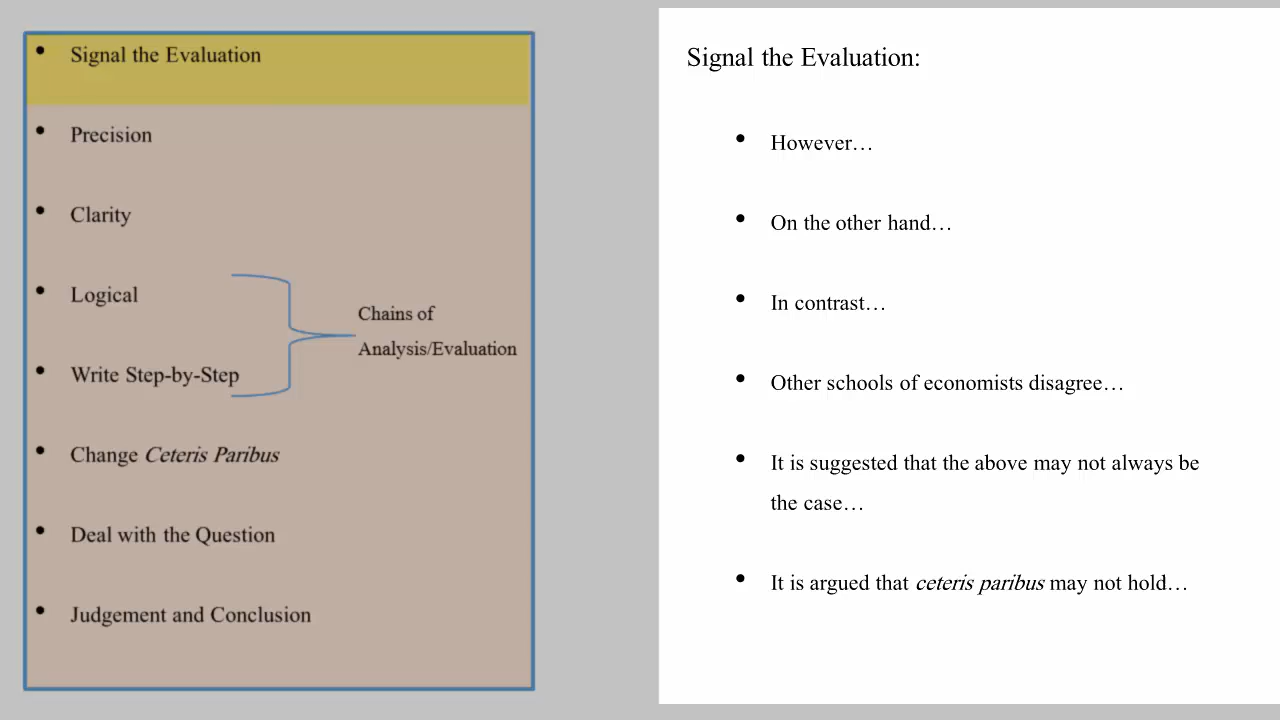 • Signal the Evaluation
• Precision
• Clarity
• Logical
• Write Step-by-Step
Chains of
Analysis/Evaluation
• Change Ceteris Paribus
• Deal with the Question
• Judgement and Conclusion
Signal the Evaluation:
• However…
• On the other hand…
• In contrast…
• Other schools of economists disagree…
• It is suggested that the above may not always be
the case…
• It is argued that ceteris paribus may not hold…